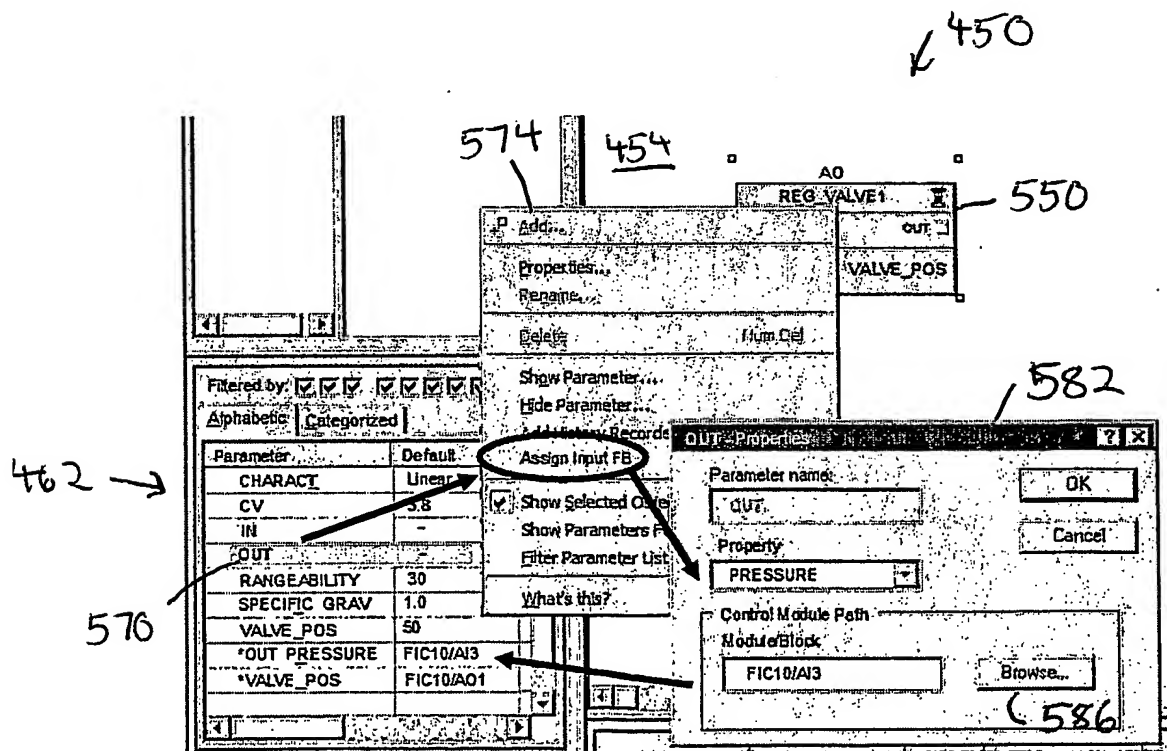 450
574
454
AO
REG_VALVE1
550
Add...
OUT
Properties...
VALVE_POS
Rename...
Delete Num Del
Show Parameter...
Filtered by:
Hide Parameter...
582
Alphabetic Categorized
OUT - Properties
Parameter Default
Assign Input FB
Parameter name:
OK
462
CHARACT Linear
OUT
CV 3.8
Show Selected
Cancel
IN -
Show Parameters
Property
OUT -
Filter Parameter List
PRESSURE
RANGEABILITY 30
What's this?
570
SPECIFIC GRAV 1.0
Control Module Path
VALVE_POS 50
Module/Block
*OUT PRESSURE FIC10/AI3
FIC10/AI3 Browse...
*VALVE_POS FIC10/AO1
586